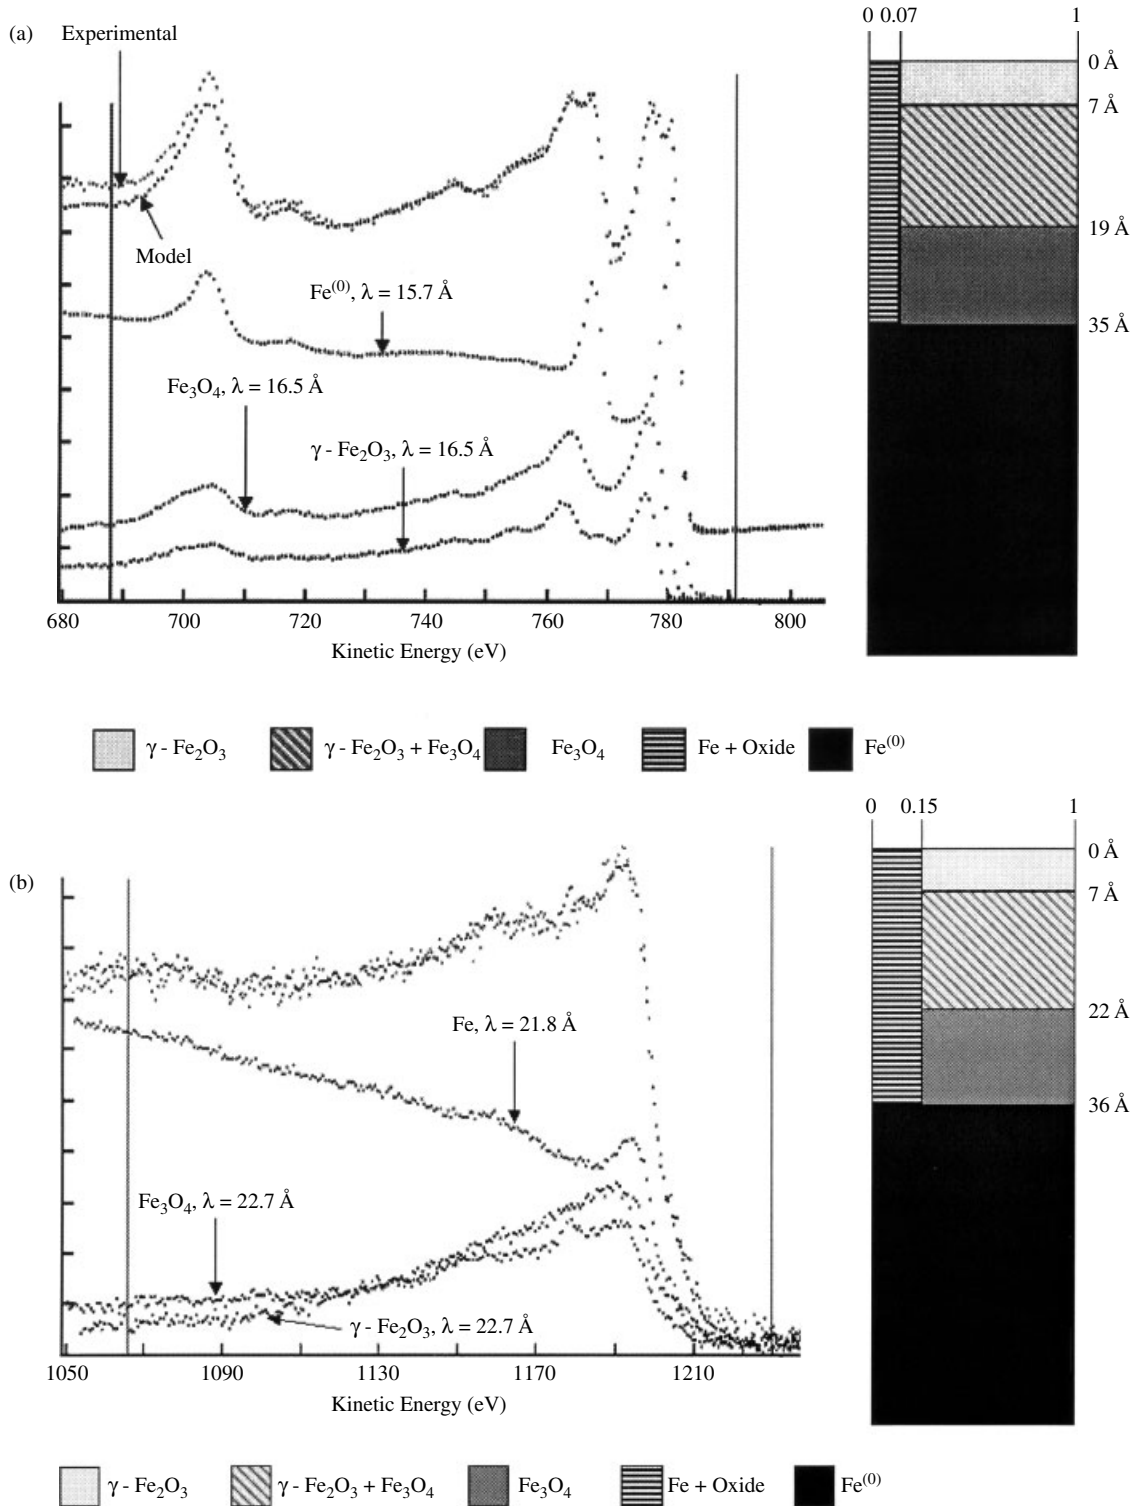 (a)
Experimental
Model
Fe(0), λ = 15.7 Å
Fe3O4, λ = 16.5 Å
γ - Fe2O3, λ = 16.5 Å
680 700 720 740 760 780 800
Kinetic Energy (eV)
0 0.07 1
0 Å
7 Å
19 Å
35 Å
γ - Fe2O3
γ - Fe2O3 + Fe3O4
Fe3O4
Fe + Oxide
Fe(0)
(b)
Fe, λ = 21.8 Å
Fe3O4, λ = 22.7 Å
γ - Fe2O3, λ = 22.7 Å
1050 1090 1130 1170 1210
Kinetic Energy (eV)
0 0.15 1
0 Å
7 Å
22 Å
36 Å
γ - Fe2O3
γ - Fe2O3 + Fe3O4
Fe3O4
Fe + Oxide
Fe(0)